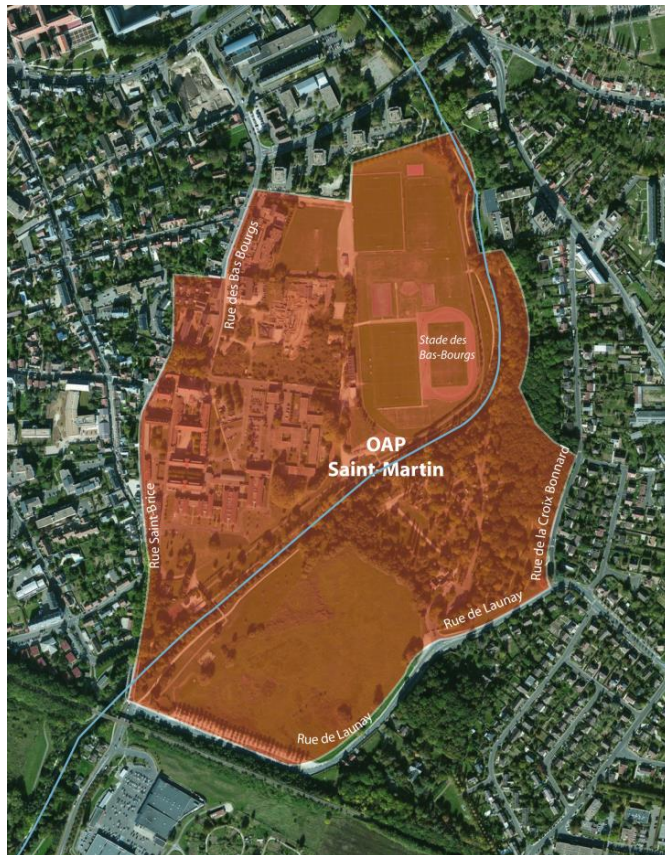 Rue des Bas Bourgs
Stade des
Bas-Bourgs
OAP
Saint-Martin
Rue Saint-Brice
Rue de la Croix Bonnard
Rue de Launay
Rue de Launay